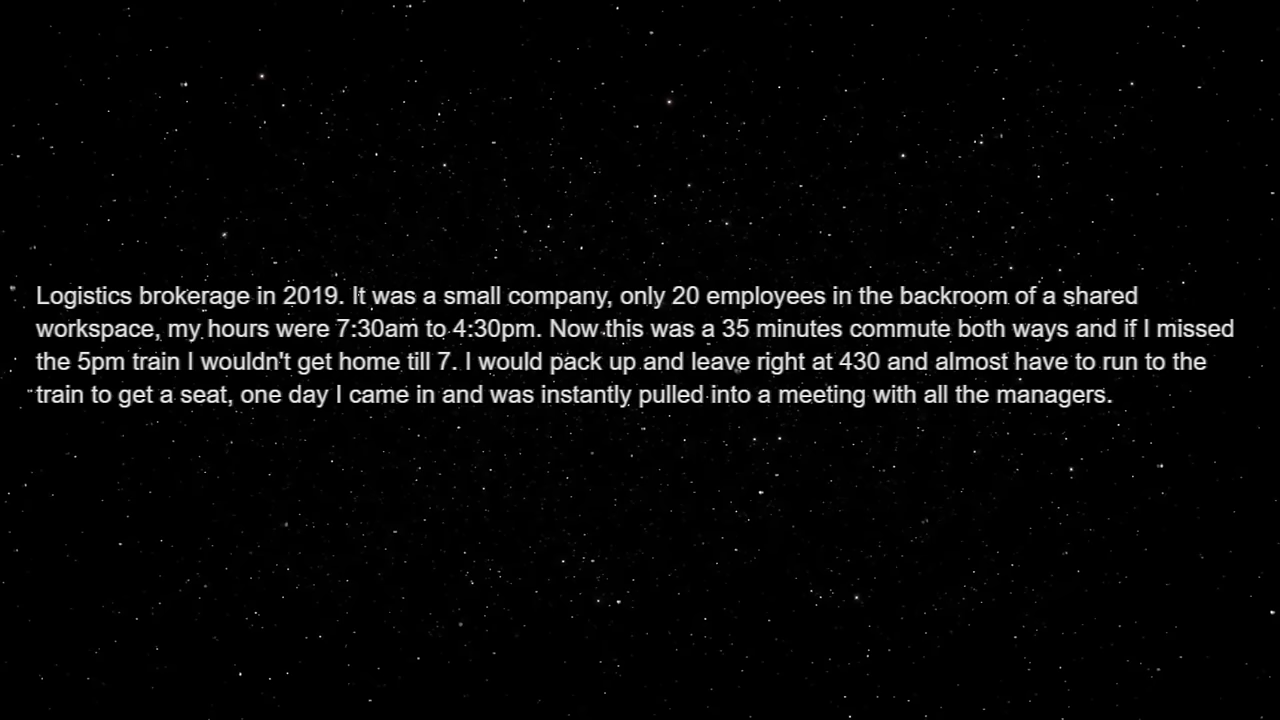 Logistics brokerage in 2019. It was a small company, only 20 employees in the backroom of a shared
workspace, my hours were 7:30am to 4:30pm. Now this was a 35 minutes commute both ways and if I missed
the 5pm train I wouldn't get home till 7. I would pack up and leave right at 430 and almost have to run to the
train to get a seat, one day I came in and was instantly pulled into a meeting with all the managers.